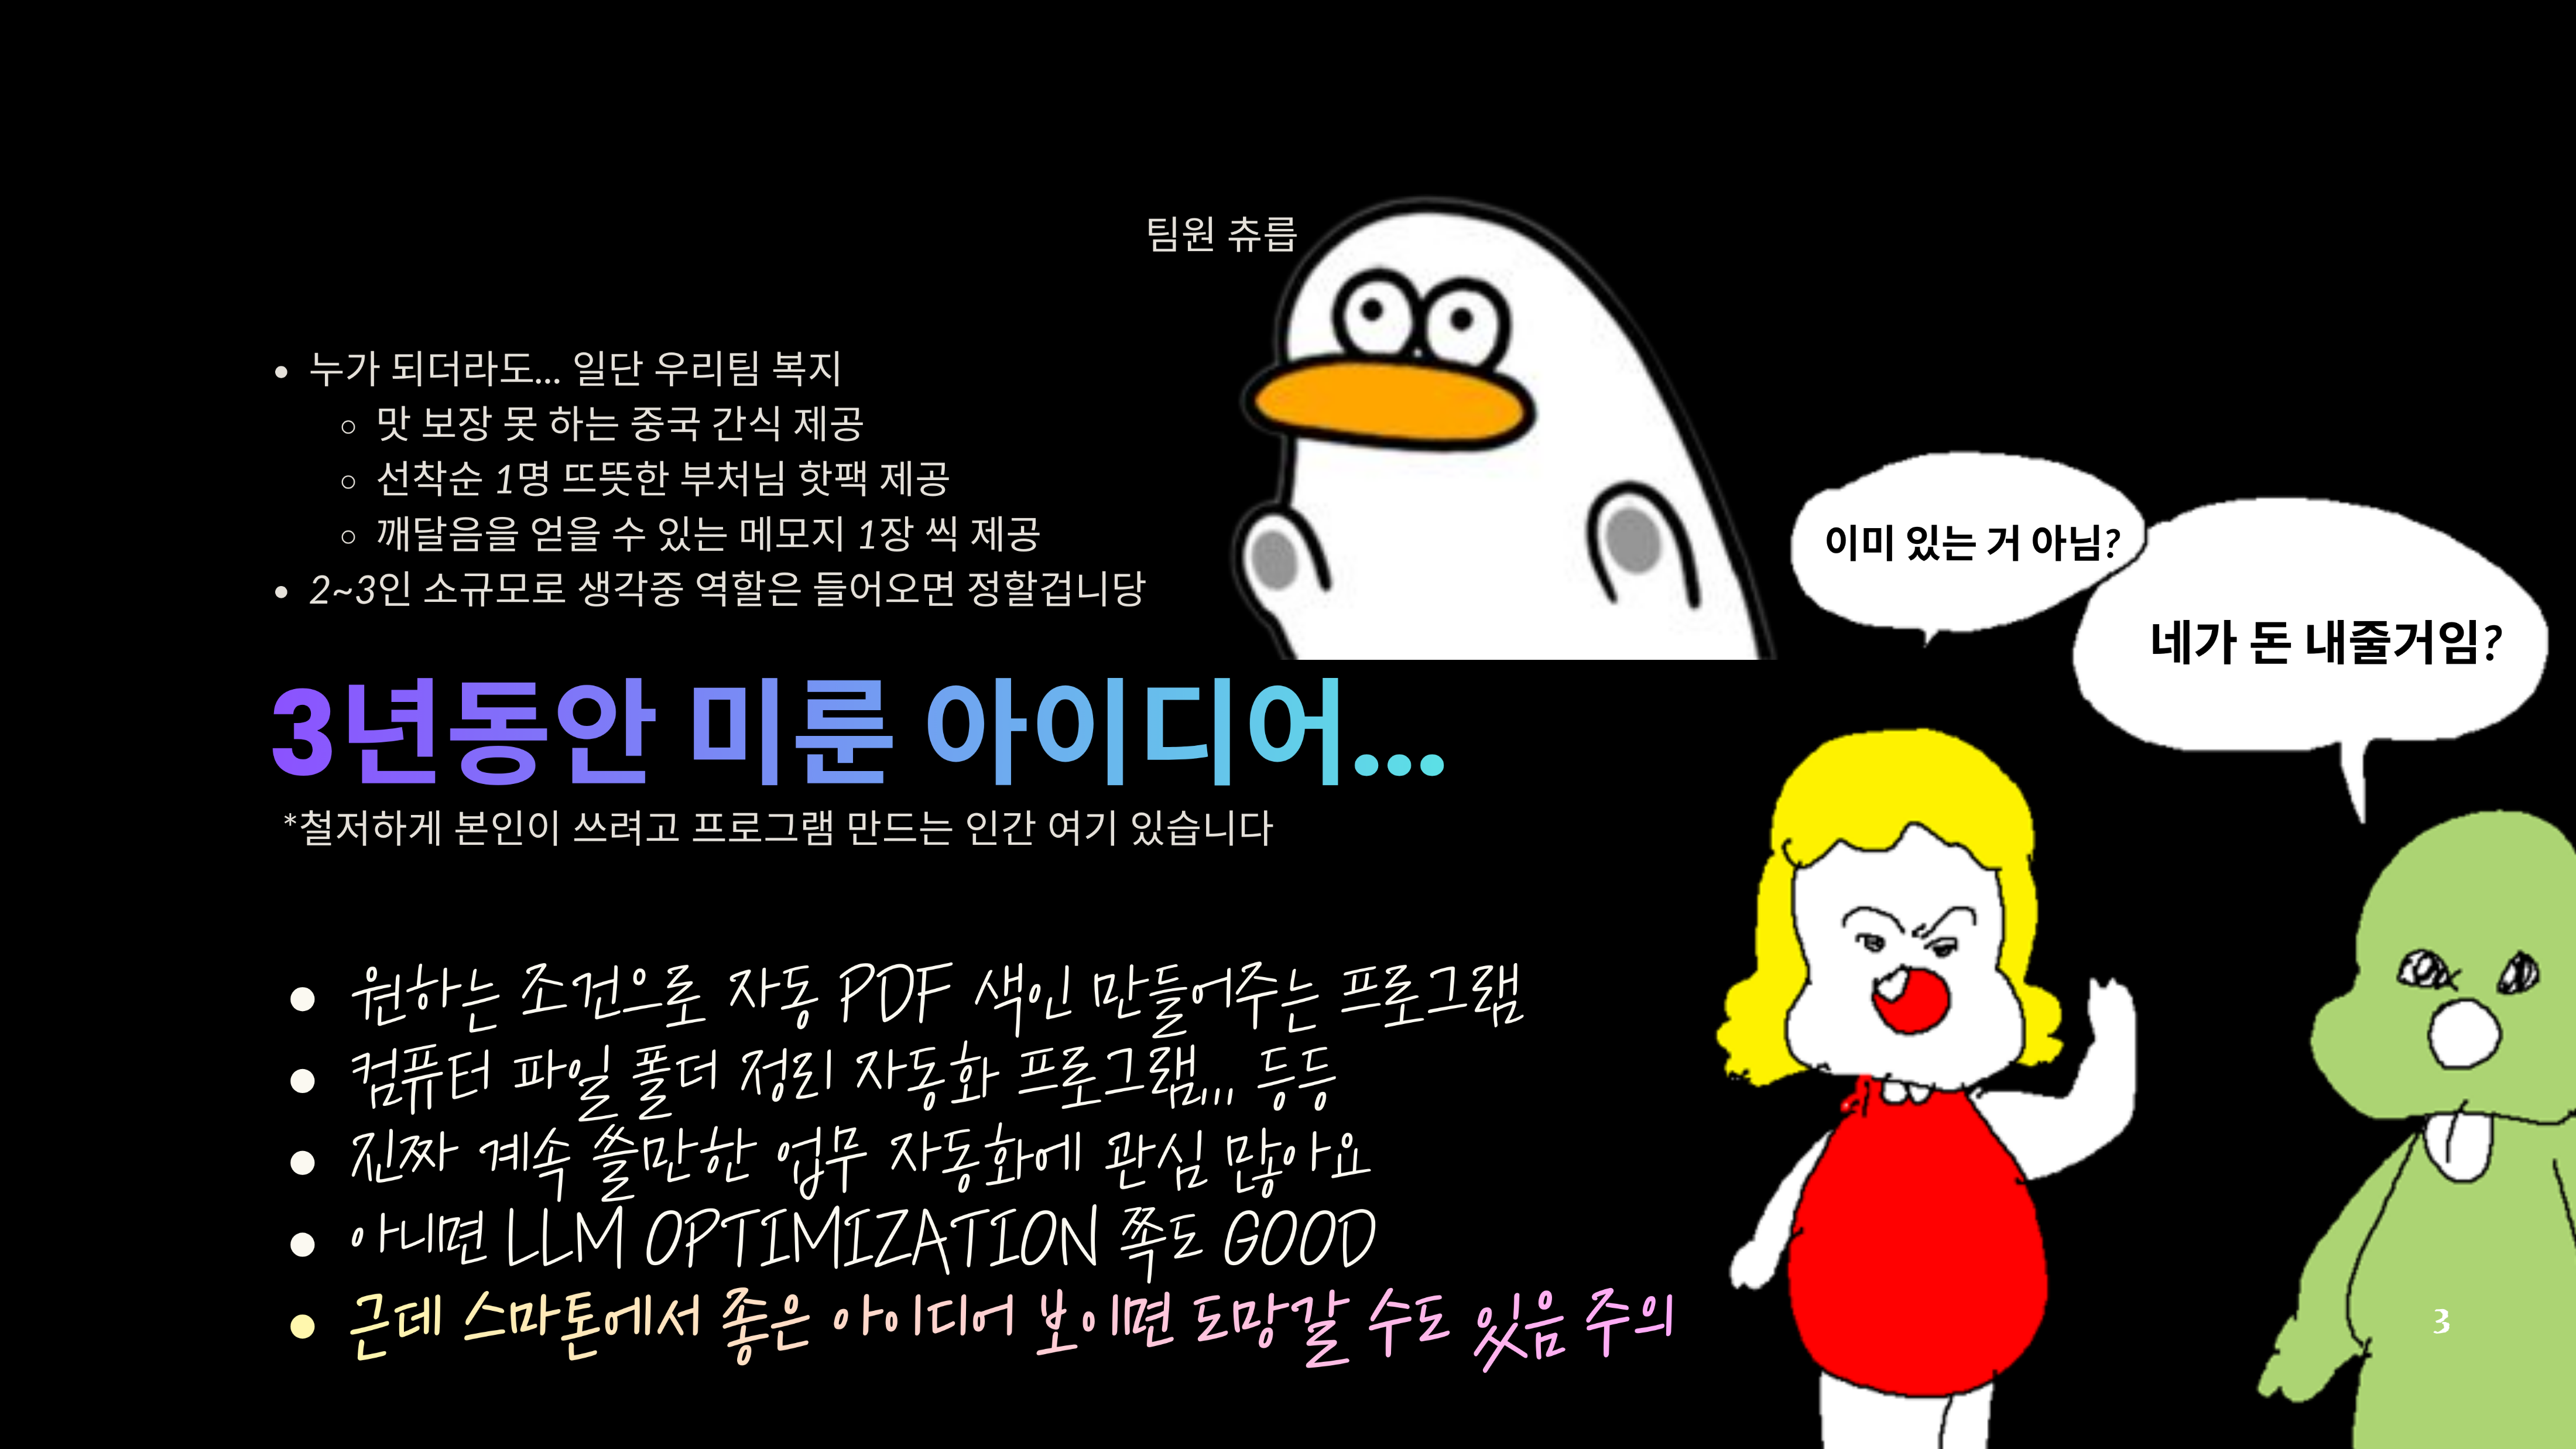 팀원 츄릅
누가 되더라도... 일단 우리팀 복지
맛 보장 못 하는 중국 간식 제공
선착순 1명 뜨뜻한 부처님 핫팩 제공
깨달음을 얻을 수 있는 메모지 1장 씩 제공
2~3인 소규모로 생각중 역할은 들어오면 정할겁니당
이미 있는 거 아님?
네가 돈 내줄거임?
3년동안 미룬 아이디어...
*철저하게 본인이 쓰려고 프로그램 만드는 인간 여기 있습니다
원하는 조건으로 자동 PDF 색인 만들어주는 프로그램
컴퓨터 파일 폴더 정리 자동화 프로그램,,, 등등
진짜 계속 쓸만한 업무 자동화에 관심 많아요
아니면 LLM OPTIMIZATION 쪽도 GOOD
근데 스마톤에서 좋은 아이디어 보이면 도망갈 수도 있음 주의
3